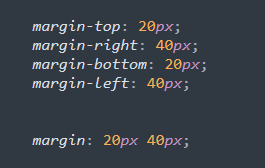 margin-top: 20px;
margin-right: 40px;
margin-bottom: 20px;
margin-left: 40px;
margin: 20px 40px;